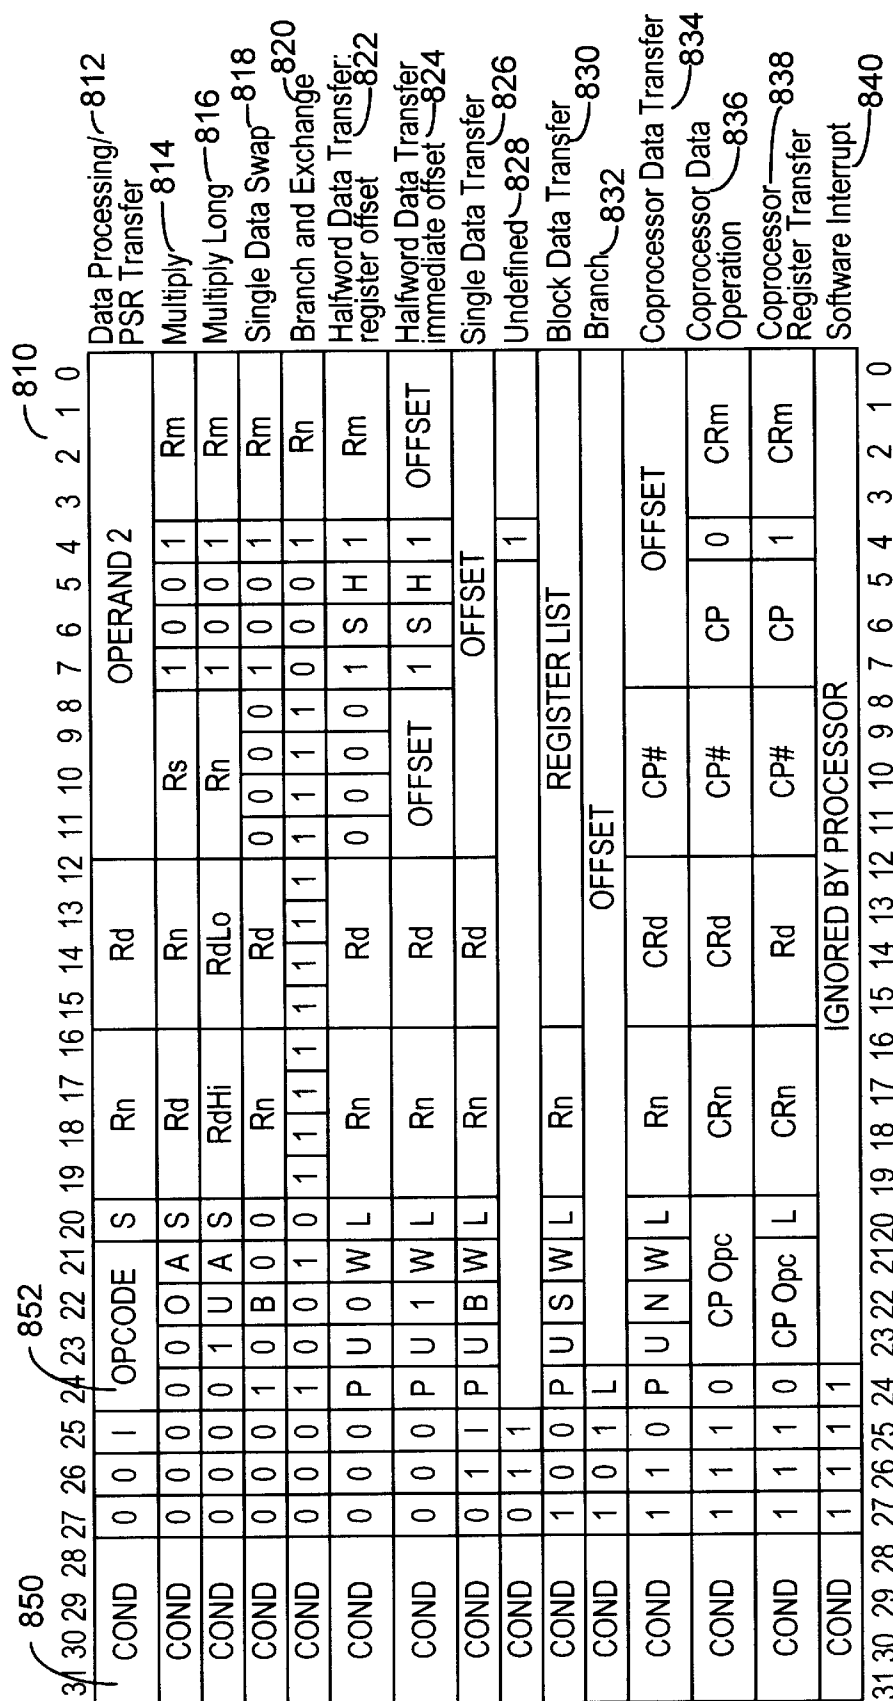 810
850
852
31 30 29 28 27 26 25 24 23 22 21 20 19 18 17 16 15 14 13 12 11 10 9 8 7 6 5 4 3 2 1 0
COND 0 0 I OPCODE S Rn Rd OPERAND 2 Data Processing/ PSR Transfer 812
COND 0 0 0 0 0 O A S Rd Rn Rs 1 0 0 1 Rm Multiply 814
COND 0 0 0 0 1 U A S RdHi RdLo Rn 1 0 0 1 Rm Multiply Long 816
COND 0 0 0 1 0 B 0 0 Rn Rd 0 0 0 0 1 0 0 1 Rm Single Data Swap 818
COND 0 0 0 1 0 0 1 0 1 1 1 1 1 1 1 1 1 1 1 1 0 0 0 1 Rn Branch and Exchange 820
COND 0 0 0 P U 0 W L Rn Rd 0 0 0 0 1 S H 1 Rm Halfword Data Transfer: register offset 822
COND 0 0 0 P U 1 W L Rn Rd OFFSET 1 S H 1 OFFSET Halfword Data Transfer immediate offset 824
COND 0 1 I P U B W L Rn Rd OFFSET Single Data Transfer 826
COND 0 1 1 1 Undefined 828
COND 1 0 0 P U S W L Rn REGISTER LIST Block Data Transfer 830
COND 1 0 1 L OFFSET Branch 832
COND 1 1 0 P U N W L Rn CRd CP# OFFSET Coprocessor Data Transfer 834
COND 1 1 1 0 CP Opc CRn CRd CP# CP 0 CRm Coprocessor Data Operation 836
COND 1 1 1 0 CP Opc L CRn Rd CP# CP 1 CRm Coprocessor Register Transfer 838
COND 1 1 1 1 IGNORED BY PROCESSOR Software Interrupt 840
31 30 29 28 27 26 25 24 23 22 21 20 19 18 17 16 15 14 13 12 11 10 9 8 7 6 5 4 3 2 1 0